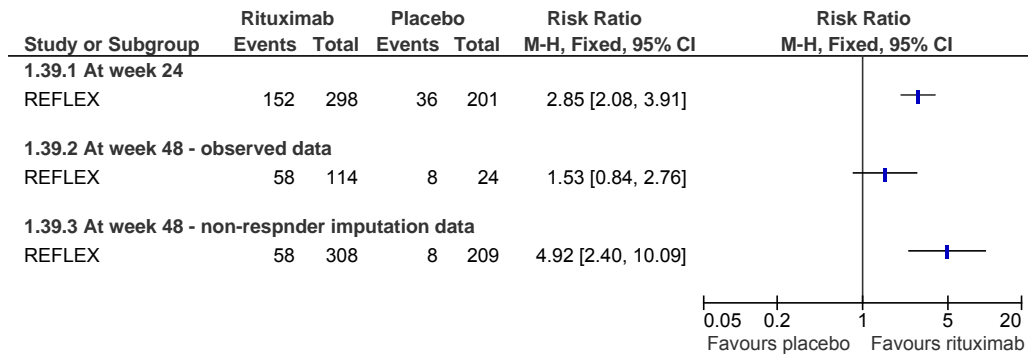 Rituximab Placebo Risk Ratio Risk Ratio
Study or Subgroup Events Total Events Total M-H, Fixed, 95% CI M-H, Fixed, 95% CI
1.39.1 At week 24
REFLEX 152 298 36 201 2.85 [2.08, 3.91]
1.39.2 At week 48 - observed data
REFLEX 58 114 8 24 1.53 [0.84, 2.76]
1.39.3 At week 48 - non-respnder imputation data
REFLEX 58 308 8 209 4.92 [2.40, 10.09]
0.05 0.2 1 5 20
Favours placebo Favours rituximab